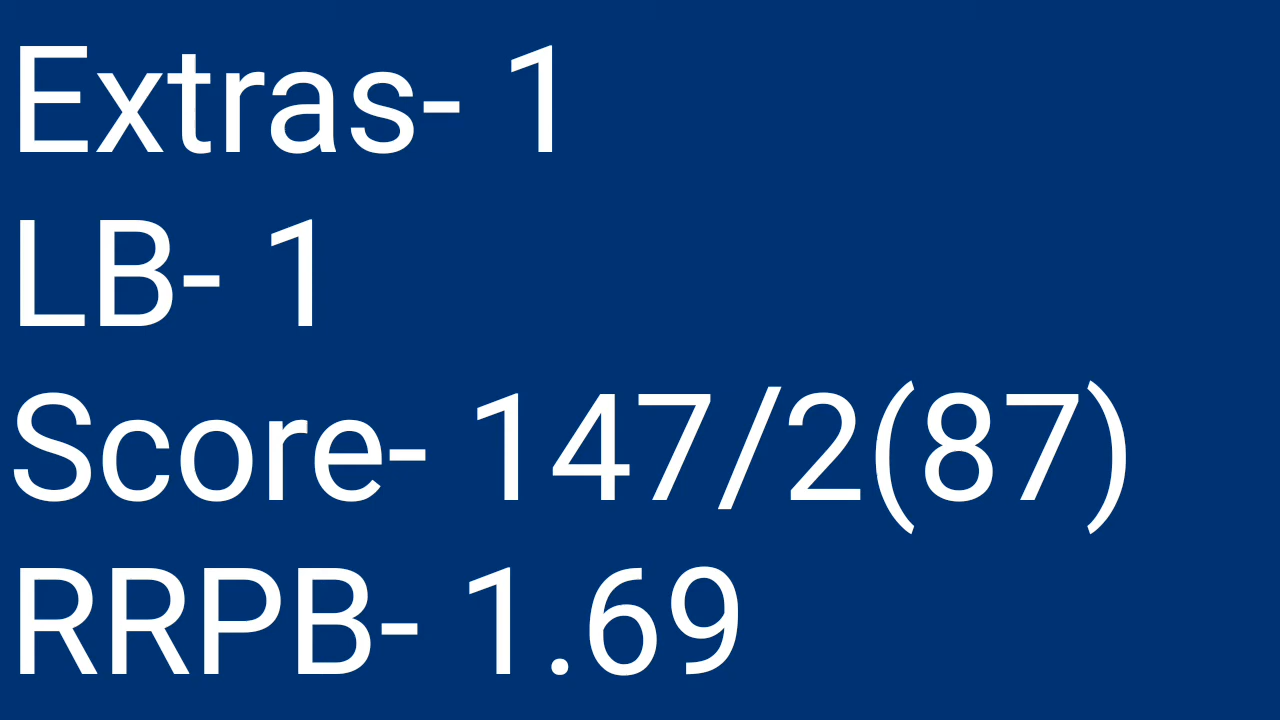 Extras- 1
LB- 1
Score- 147/2(87)
RRPB- 1.69